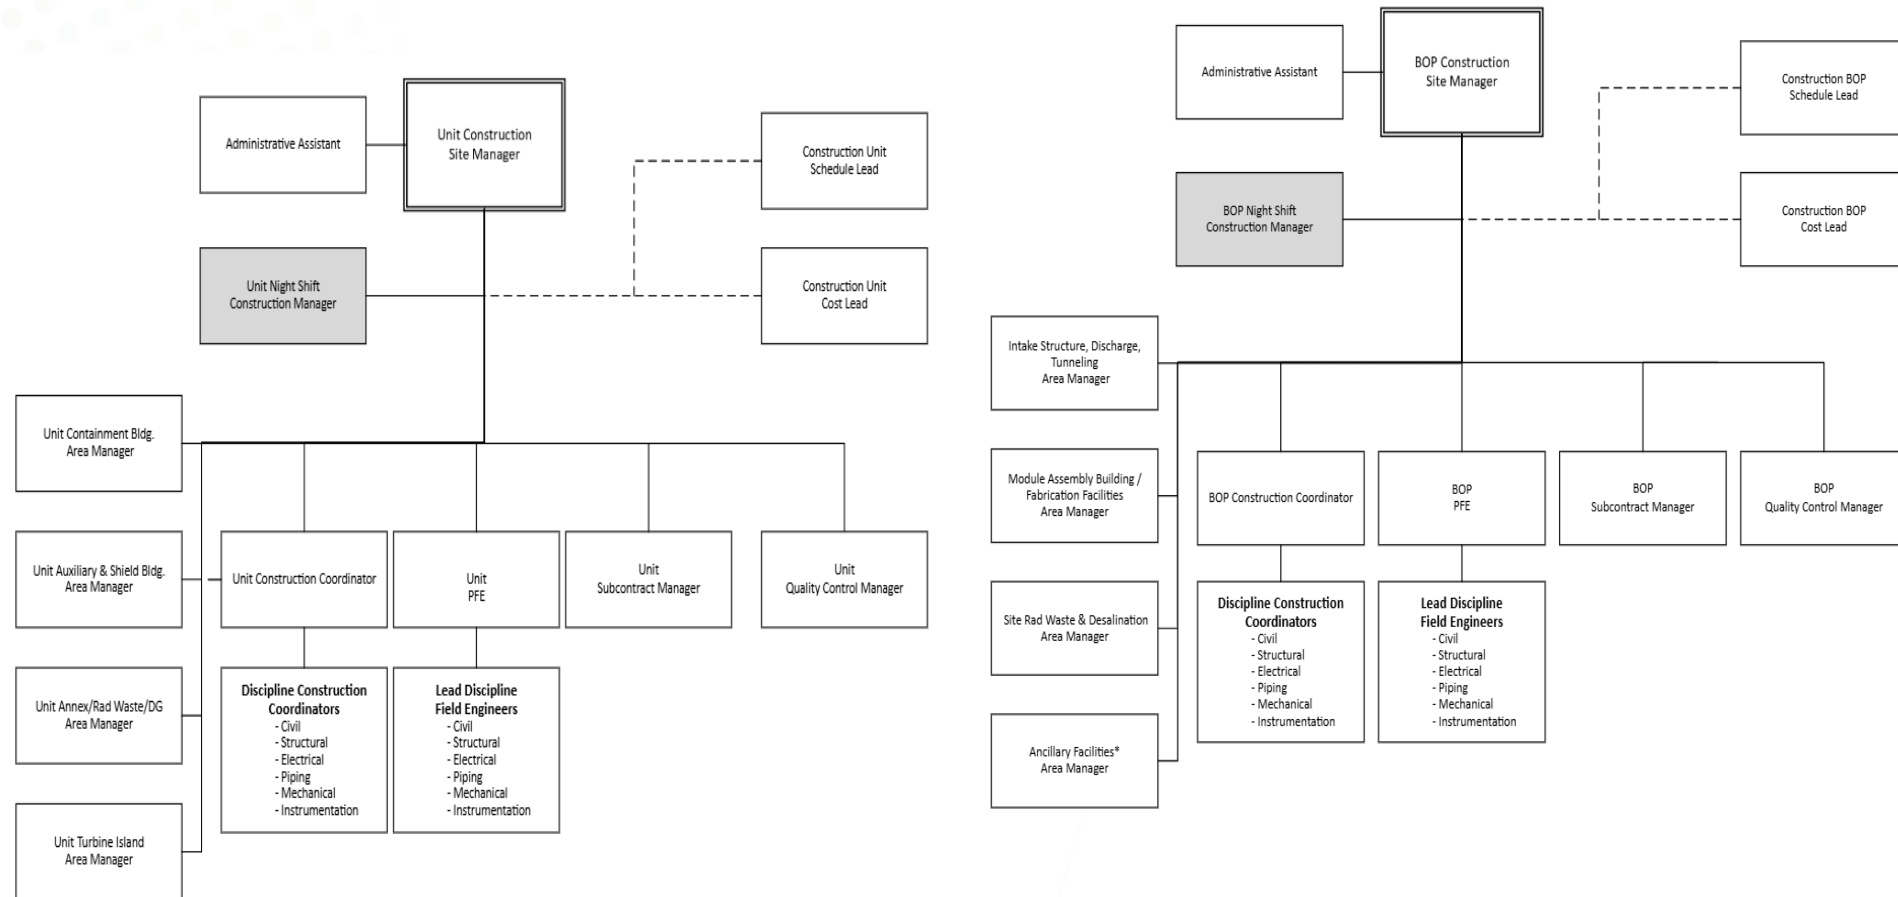 Administrative Assistant
Unit Construction
Site Manager
Construction Unit
Schedule Lead
Unit Night Shift
Construction Manager
Construction Unit
Cost Lead
Unit Containment Bldg.
Area Manager
Unit Auxiliary & Shield Bldg.
Area Manager
Unit Construction Coordinator
Unit
PFE
Unit
Subcontract Manager
Unit
Quality Control Manager
Unit Annex/Rad Waste/DG
Area Manager
Discipline Construction
Coordinators
- Civil
- Structural
- Electrical
- Piping
- Mechanical
- Instrumentation
Lead Discipline
Field Engineers
- Civil
- Structural
- Electrical
- Piping
- Mechanical
- Instrumentation
Unit Turbine Island
Area Manager
Administrative Assistant
BOP Construction
Site Manager
Construction BOP
Schedule Lead
BOP Night Shift
Construction Manager
Construction BOP
Cost Lead
Intake Structure, Discharge,
Tunneling
Area Manager
Module Assembly Building /
Fabrication Facilities
Area Manager
BOP Construction Coordinator
BOP
PFE
BOP
Subcontract Manager
BOP
Quality Control Manager
Site Rad Waste & Desalination
Area Manager
Discipline Construction
Coordinators
- Civil
- Structural
- Electrical
- Piping
- Mechanical
- Instrumentation
Lead Discipline
Field Engineers
- Civil
- Structural
- Electrical
- Piping
- Mechanical
- Instrumentation
Ancillary Facilities*
Area Manager